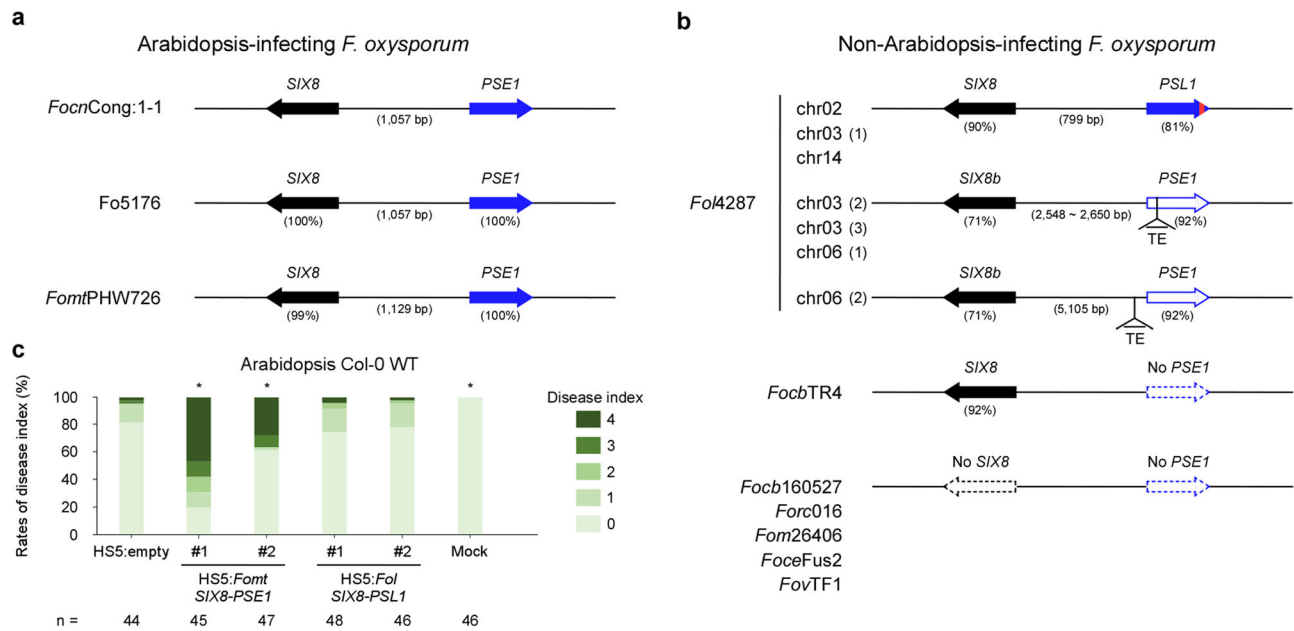 a
Arabidopsis-infecting F. oxysporum
FocnCong:1-1
SIX8
PSE1
(1,057 bp)
Fo5176
SIX8
PSE1
(100%)
(1,057 bp)
(100%)
FomtPHW726
SIX8
PSE1
(99%)
(1,129 bp)
(100%)
b
Non-Arabidopsis-infecting F. oxysporum
Fol4287
chr02
chr03 (1)
chr14
SIX8
PSL1
(90%)
(799 bp)
(81%)
chr03 (2)
chr03 (3)
chr06 (1)
SIX8b
PSE1
(71%)
(2,548 ~ 2,650 bp)
(92%)
TE
chr06 (2)
SIX8b
PSE1
(71%)
(5,105 bp)
(92%)
TE
FocbTR4
SIX8
No PSE1
(92%)
Focb160527
Forc016
Fom26406
FoceFus2
FovTF1
No SIX8
No PSE1
c
Arabidopsis Col-0 WT
Rates of disease index (%)
100
80
60
40
20
0
* * *
Disease index
4
3
2
1
0
HS5:empty #1 #2 #1 #2 Mock
HS5:Fomt
SIX8-PSE1
HS5:Fol
SIX8-PSL1
n = 44 45 47 48 46 46